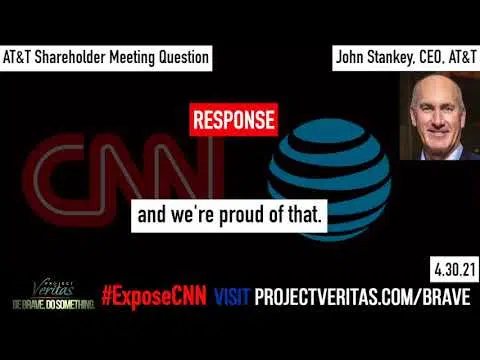 AT&T Shareholder Meeting Question
John Stankey, CEO, AT&T
RESPONSE
CNN
and we're proud of that.
4.30.21
PROJECT
Veritas
BE BRAVE. DO SOMETHING.
#ExposeCNN VISIT PROJECTVERITAS.COM/BRAVE